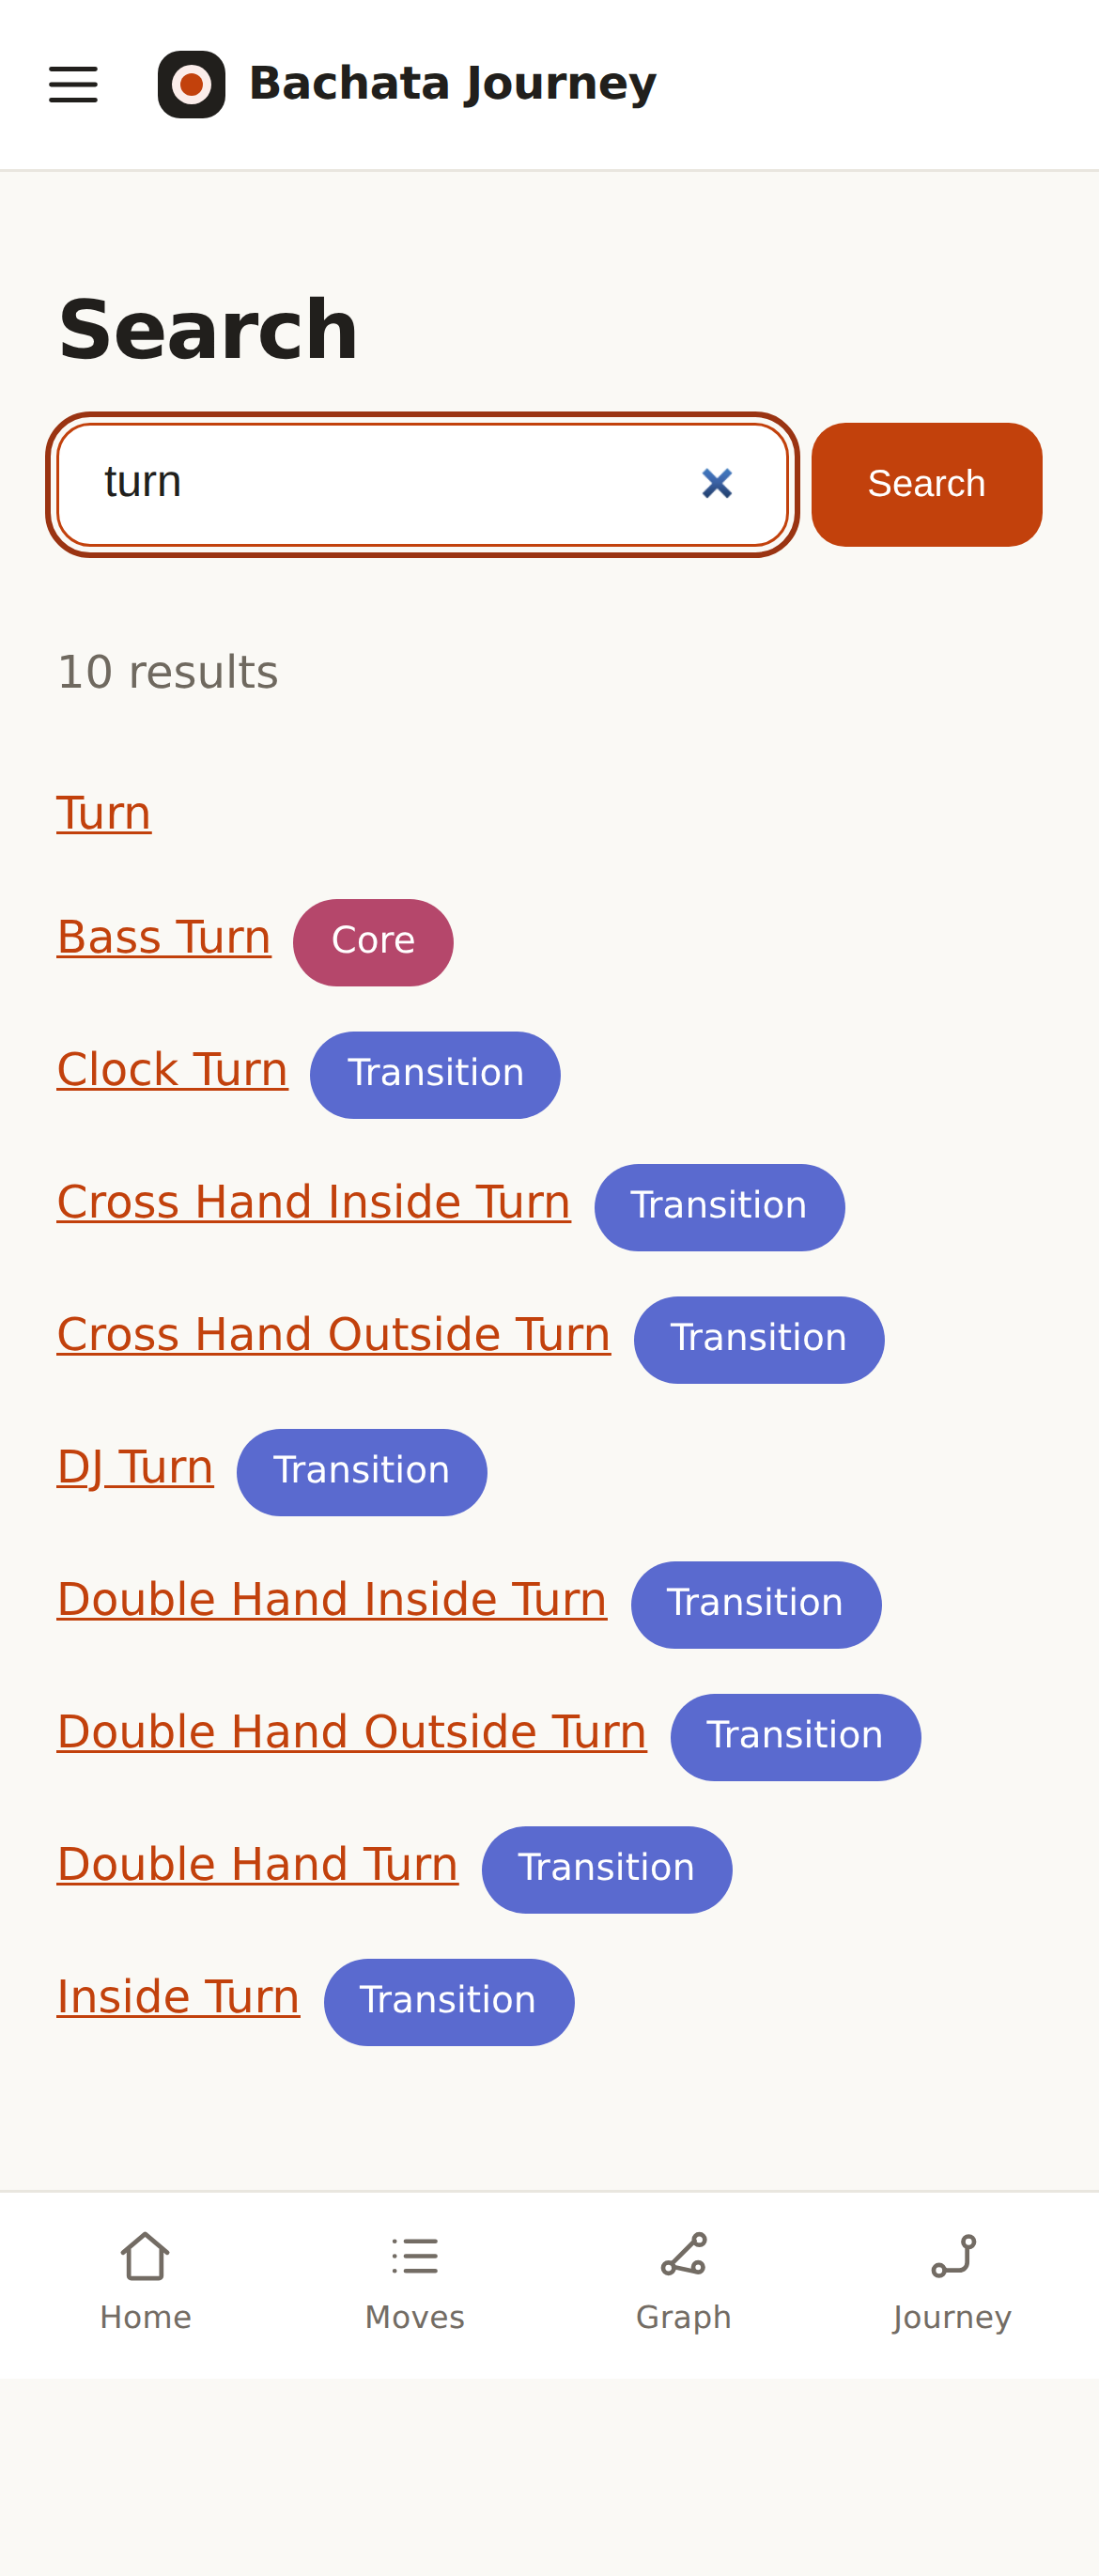 Bachata Journey
Search
turn
Search
10 results
Turn
Bass Turn Core
Clock Turn Transition
Cross Hand Inside Turn Transition
Cross Hand Outside Turn Transition
DJ Turn Transition
Double Hand Inside Turn Transition
Double Hand Outside Turn Transition
Double Hand Turn Transition
Inside Turn Transition
Home Moves Graph Journey